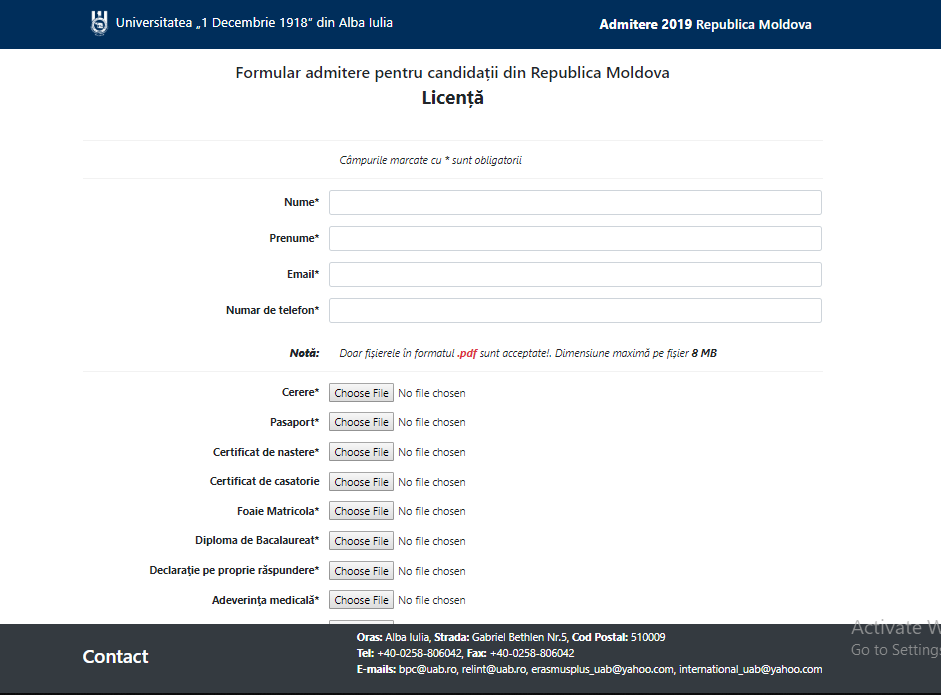 Universitatea „1 Decembrie 1918” din Alba Iulia
Admitere 2019 Republica Moldova
Formular admitere pentru candidații din Republica Moldova
Licență
Câmpurile marcate cu * sunt obligatorii
Nume*
Prenume*
Email*
Numar de telefon*
Notă: Doar fișierele în formatul .pdf sunt acceptate!. Dimensiune maximă pe fișier 8 MB
Cerere* Choose File No file chosen
Pasaport* Choose File No file chosen
Certificat de nastere* Choose File No file chosen
Certificat de casatorie Choose File No file chosen
Foaie Matricola* Choose File No file chosen
Diploma de Bacalaureat* Choose File No file chosen
Declarație pe proprie răspundere* Choose File No file chosen
Adeverința medicală* Choose File No file chosen
Contact
Oras: Alba Iulia, Strada: Gabriel Bethlen Nr.5, Cod Postal: 510009
Tel: +40-0258-806042, Fax: +40-0258-806042
E-mails: bpc@uab.ro, relint@uab.ro, erasmusplus_uab@yahoo.com, international_uab@yahoo.com
Activate W
Go to Settings